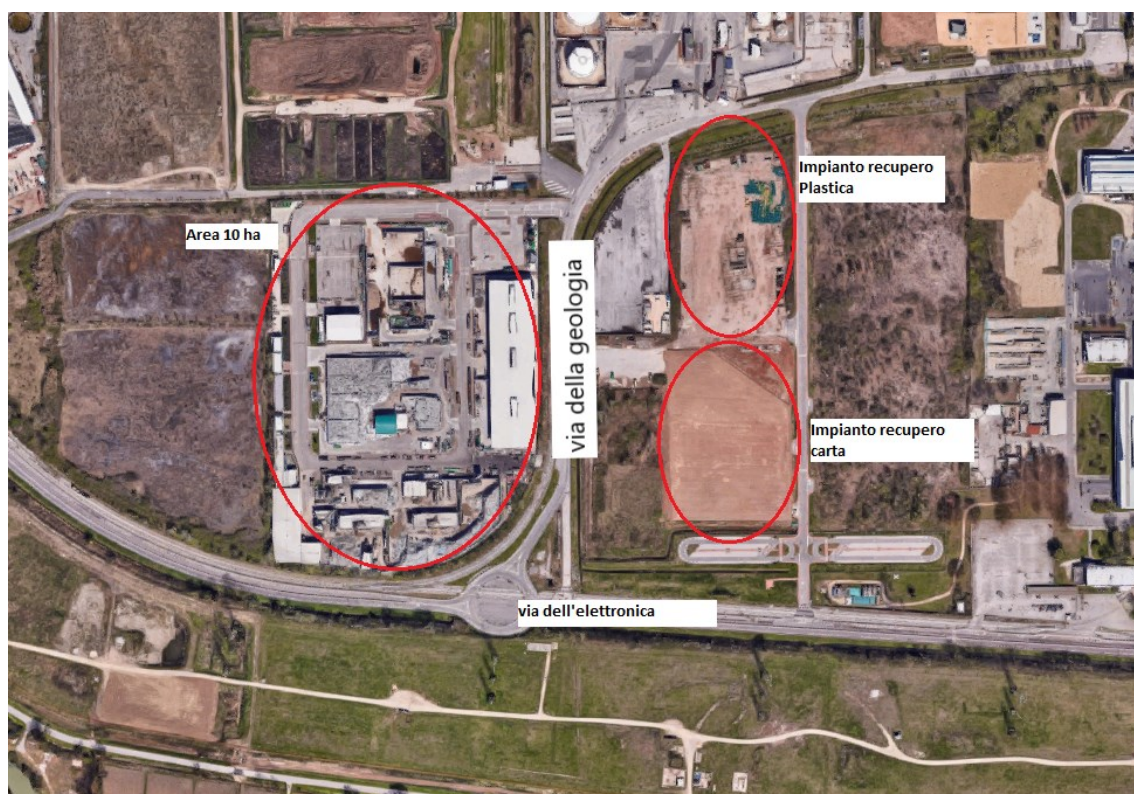 Impianto recupero
Plastica
Area 10 ha
via della geologia
Impianto recupero
carta
via dell'elettronica